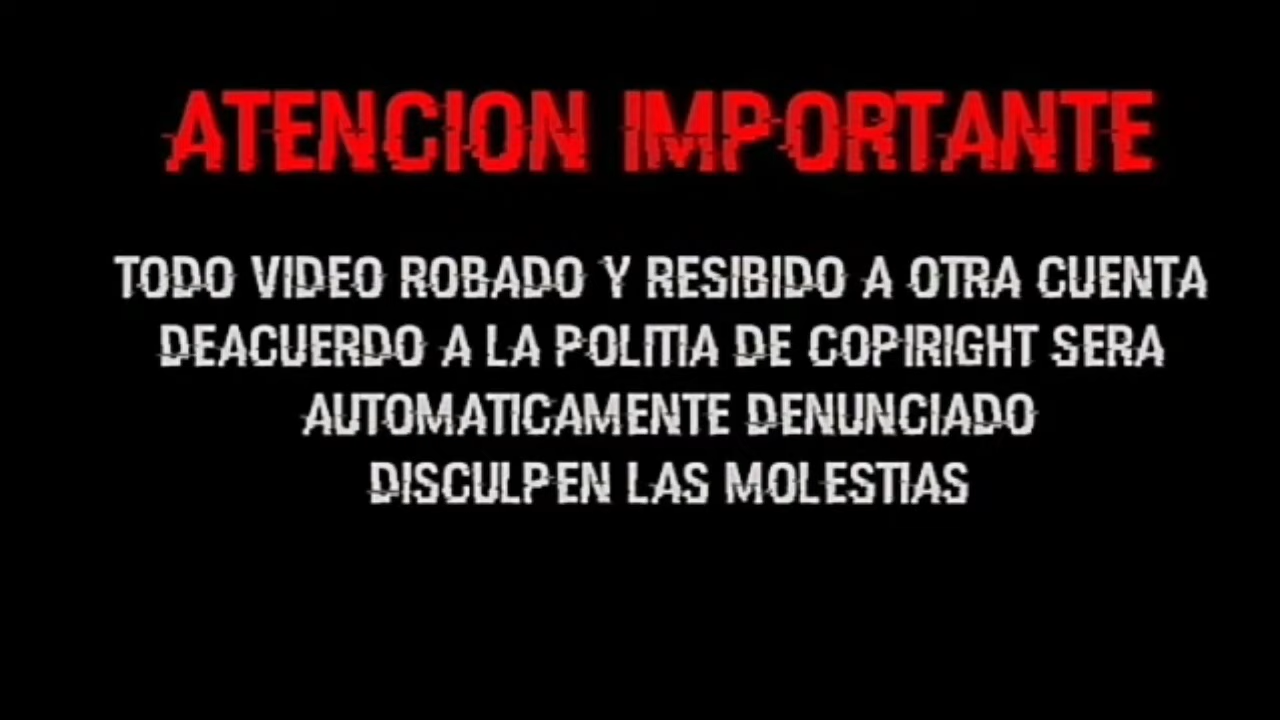 ATENCION IMPORTANTE
TODO VIDEO ROBADO Y RESIBIDO A OTRA CUENTA
DEACUERDO A LA POLITIA DE COPIRIGHT SERA
AUTOMATICAMENTE DENUNCIADO
DISCULPEN LAS MOLESTIAS